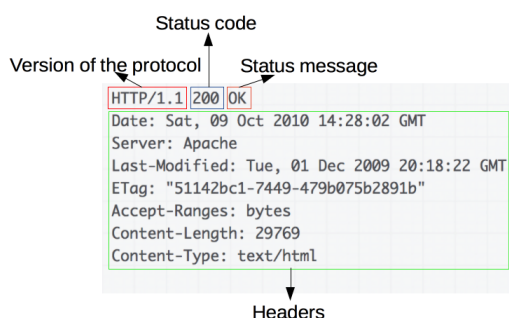 Status code
Version of the protocol Status message
HTTP/1.1 200 OK
Date: Sat, 09 Oct 2010 14:28:02 GMT
Server: Apache
Last-Modified: Tue, 01 Dec 2009 20:18:22 GMT
ETag: "51142bc1-7449-479b075b2891b"
Accept-Ranges: bytes
Content-Length: 29769
Content-Type: text/html
Headers